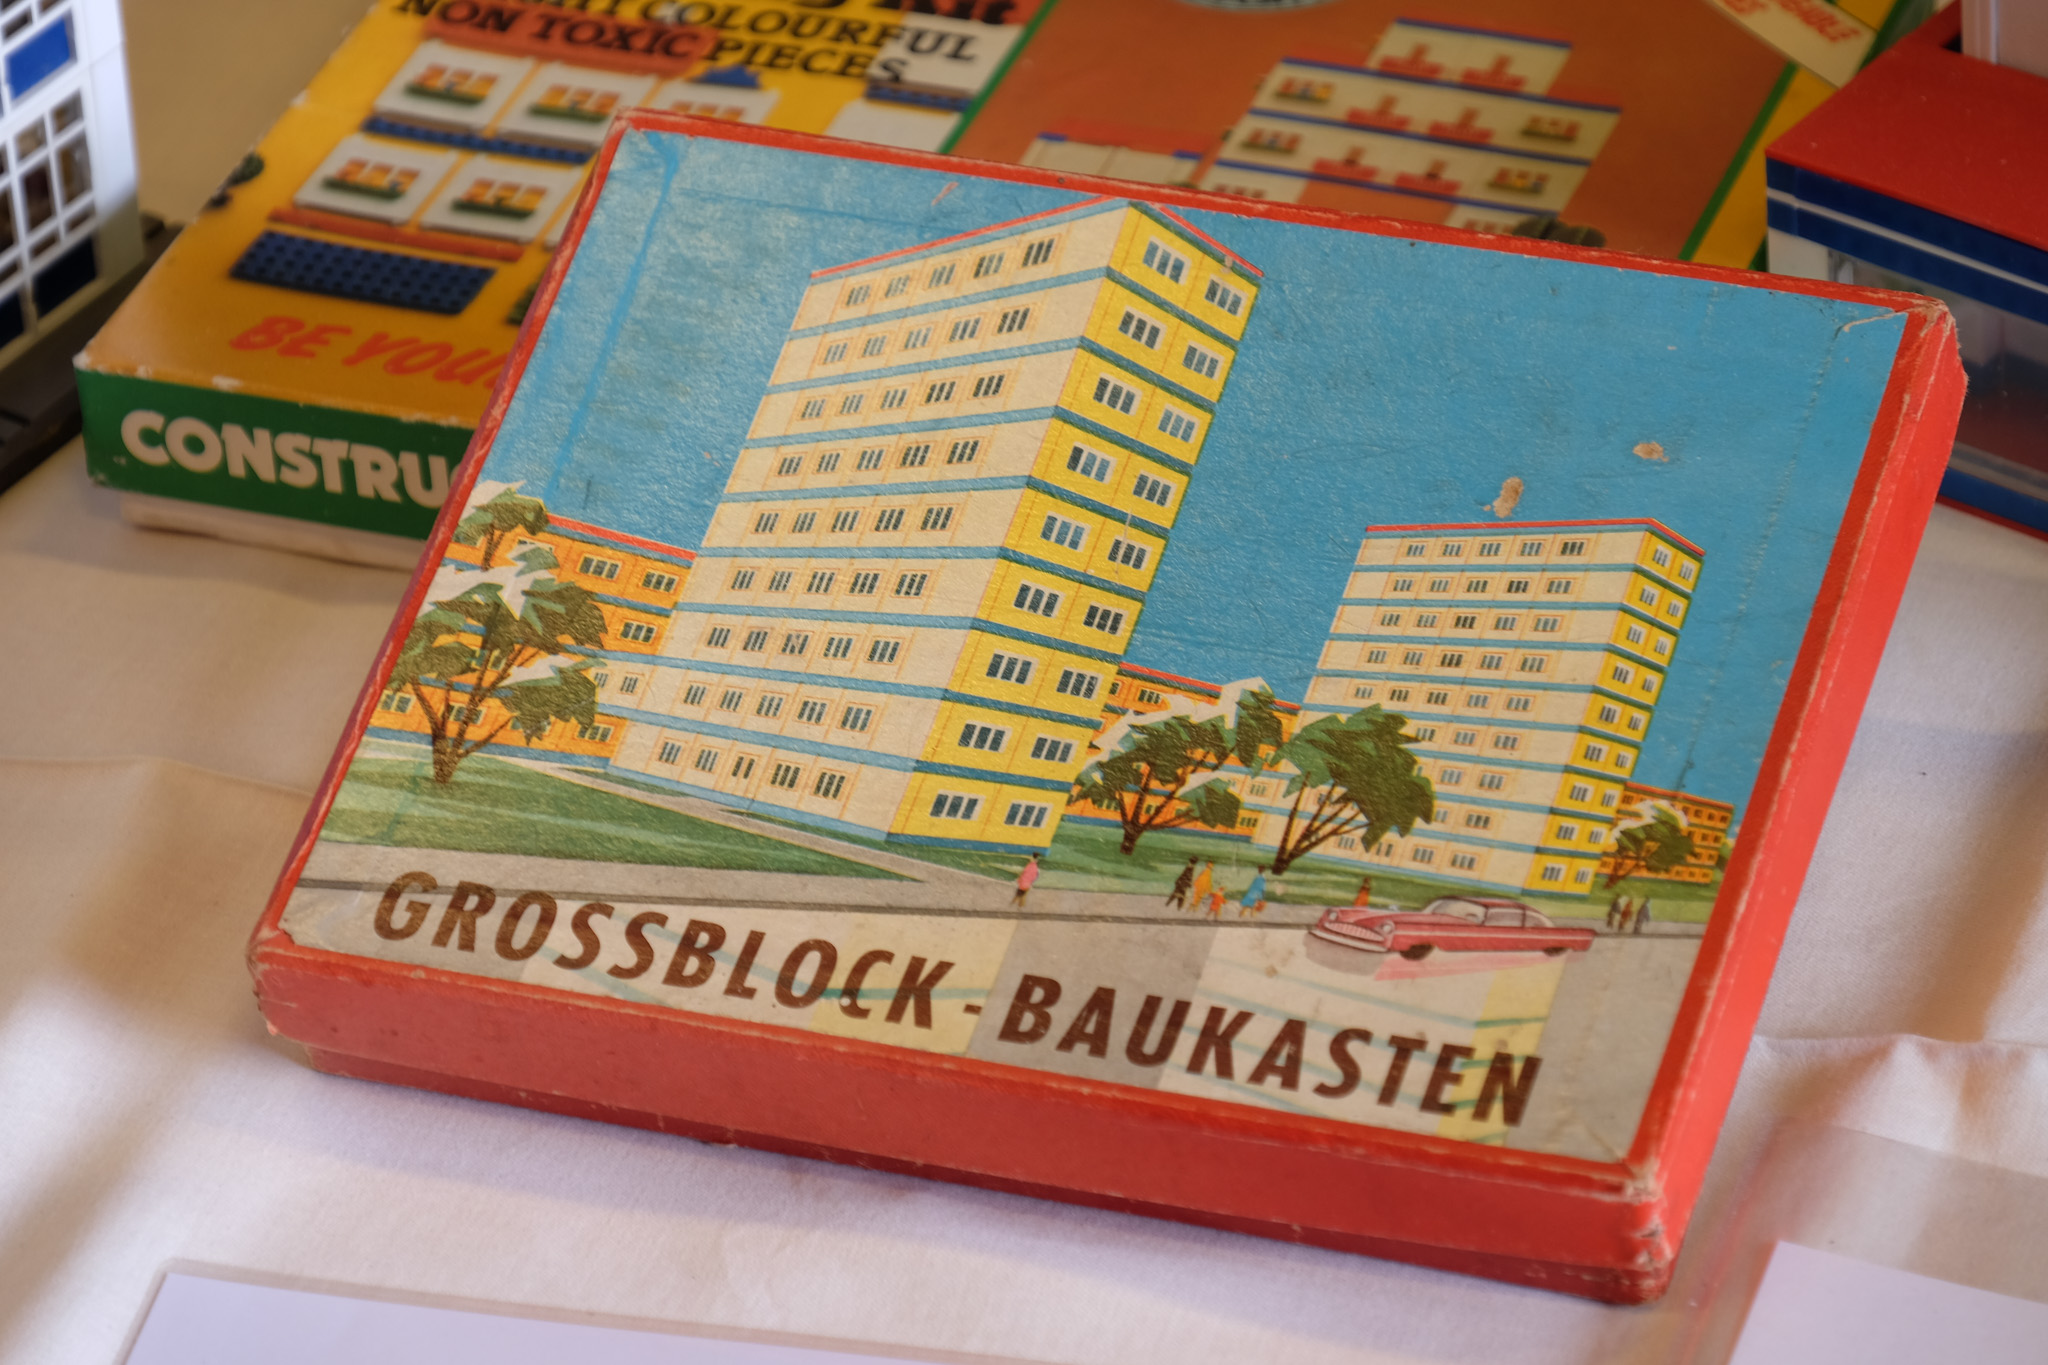 COLOURFUL
NON TOXIC PIECES
BE YOU
CONSTRU
GROSSBLOCK-BAUKASTEN